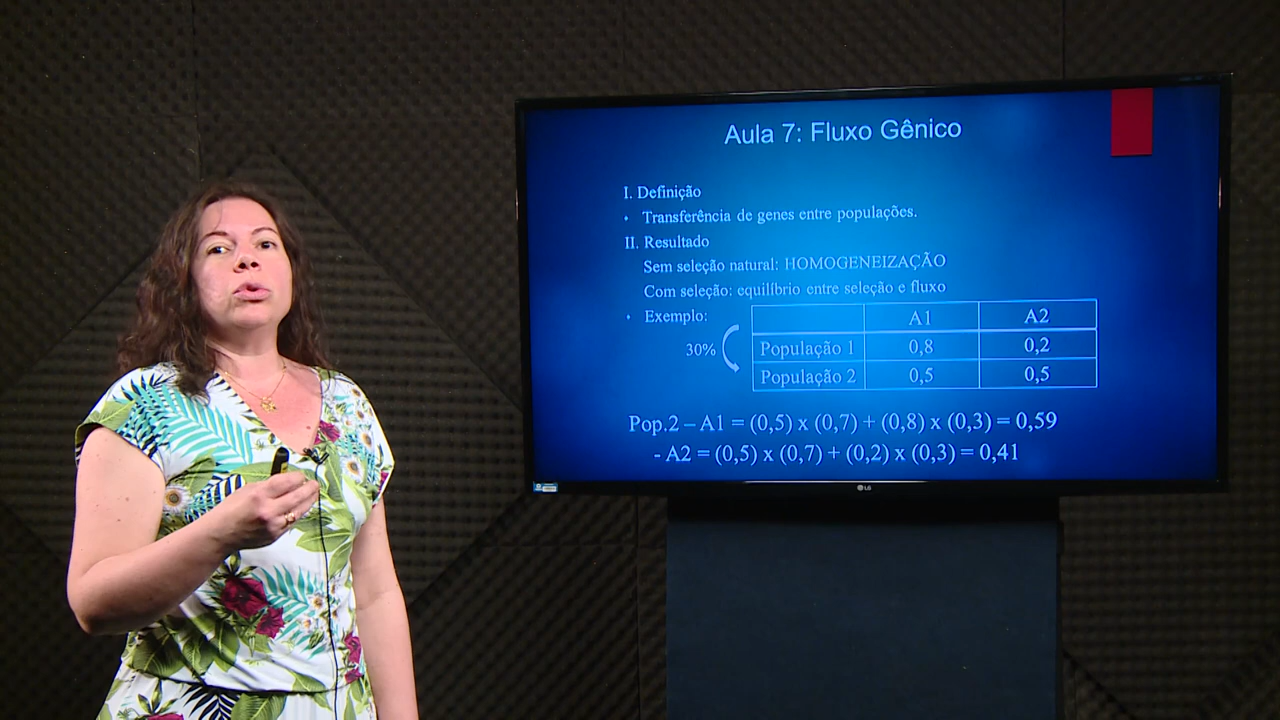 Aula 7: Fluxo Gênico
I. Definição
• Transferência de genes entre populações.
II. Resultado
Sem seleção natural: HOMOGENEIZAÇÃO
Com seleção: equilíbrio entre seleção e fluxo
• Exemplo:
A1 A2
30%
População 1 0,8 0,2
População 2 0,5 0,5
Pop.2 – A1 = (0,5) x (0,7) + (0,8) x (0,3) = 0,59
- A2 = (0,5) x (0,7) + (0,2) x (0,3) = 0,41
LG